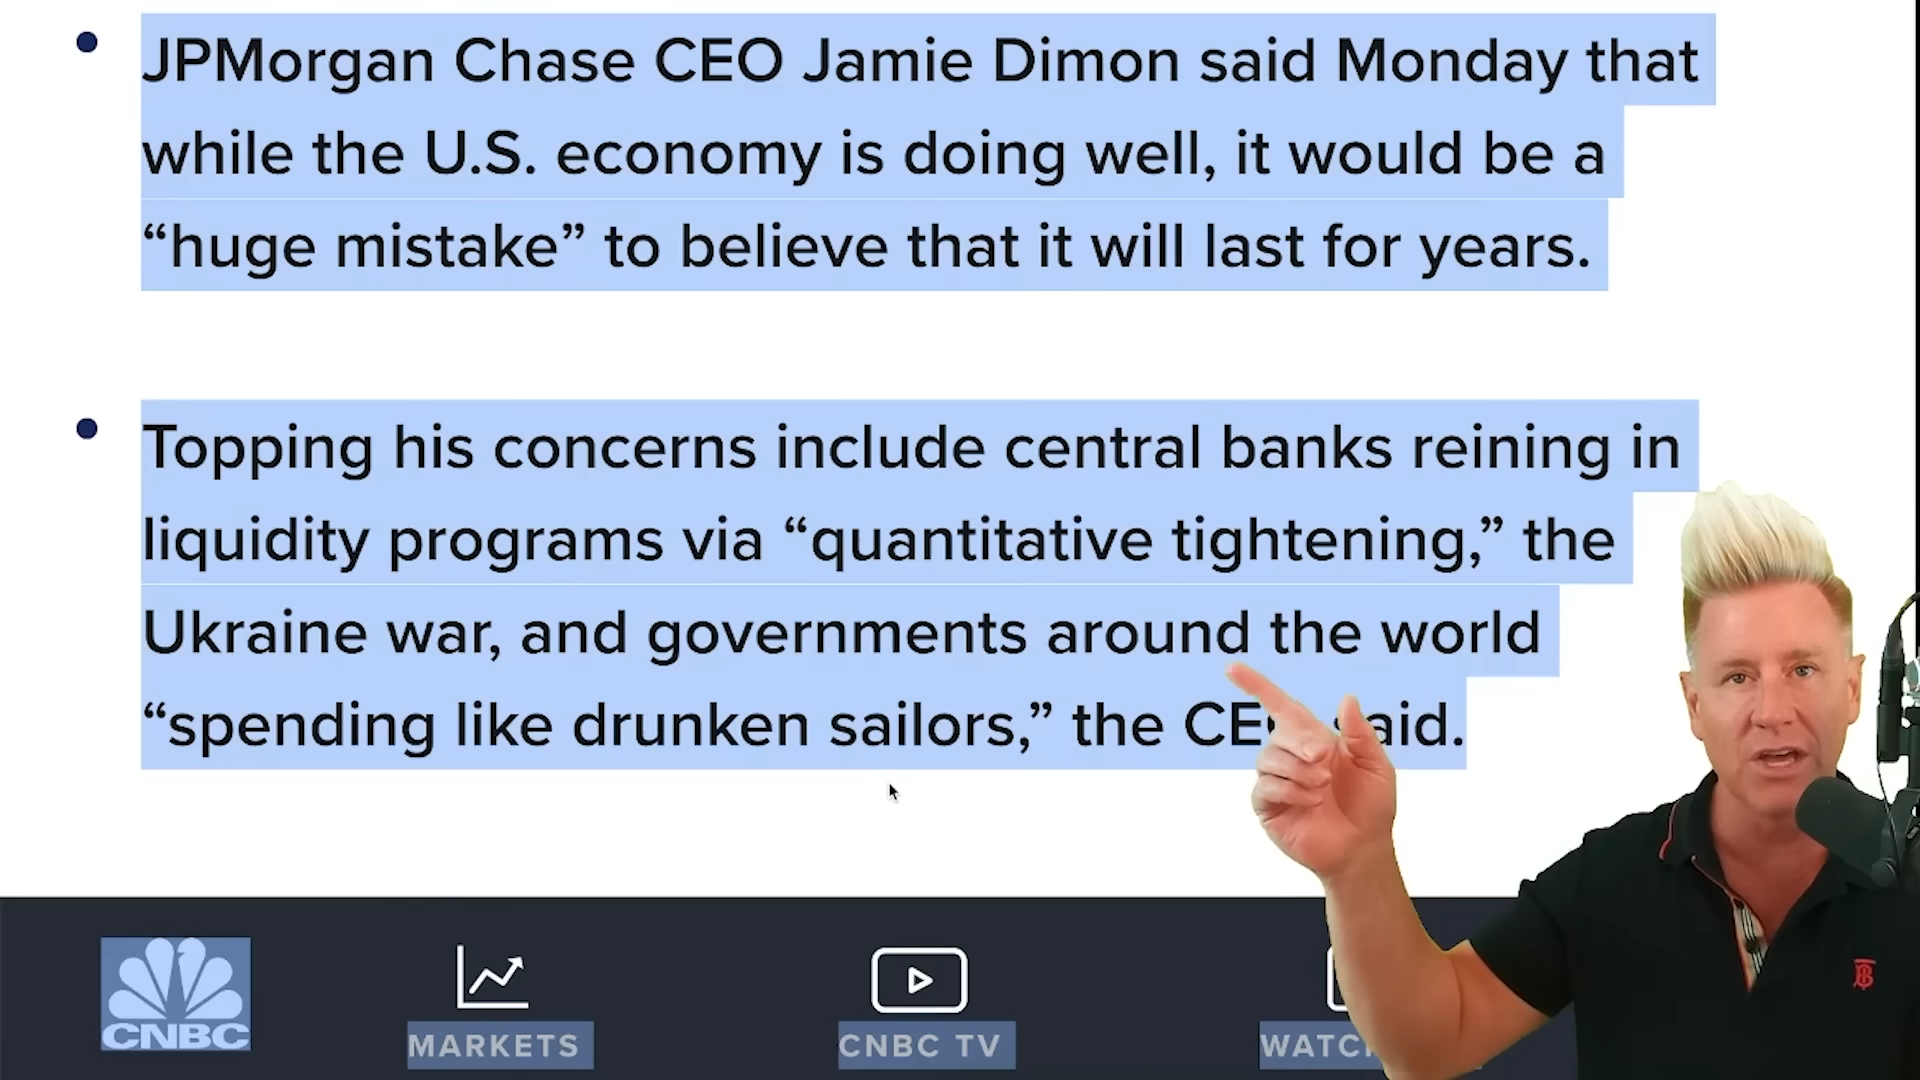 JPMorgan Chase CEO Jamie Dimon said Monday that
while the U.S. economy is doing well, it would be a
“huge mistake” to believe that it will last for years.
Topping his concerns include central banks reining in
liquidity programs via “quantitative tightening,” the
Ukraine war, and governments around the world
“spending like drunken sailors,” the CEO said.
CNBC
MARKETS
CNBC TV